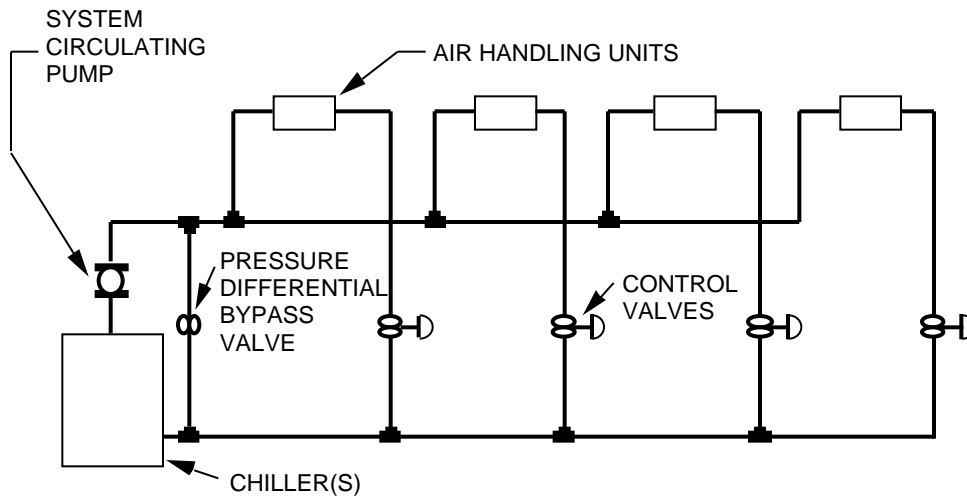 SYSTEM
CIRCULATING
PUMP
AIR HANDLING UNITS
PRESSURE
DIFFERENTIAL
BYPASS
VALVE
CONTROL
VALVES
CHILLER(S)